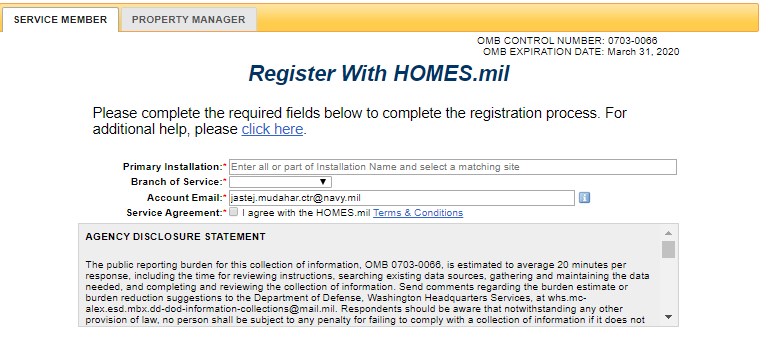 SERVICE MEMBER
PROPERTY MANAGER
OMB CONTROL NUMBER: 0703-0066
OMB EXPIRATION DATE: March 31, 2020
Register With HOMES.mil
Please complete the required fields below to complete the registration process. For
additional help, please click here.
Primary Installation:* Enter all or part of Installation Name and select a matching site
Branch of Service:*
Account Email:* jastej.mudahar.ctr@navy.mil
Service Agreement:* I agree with the HOMES.mil Terms & Conditions
AGENCY DISCLOSURE STATEMENT
The public reporting burden for this collection of information, OMB 0703-0066, is estimated to average 20 minutes per
response, including the time for reviewing instructions, searching existing data sources, gathering and maintaining the data
needed, and completing and reviewing the collection of information. Send comments regarding the burden estimate or
burden reduction suggestions to the Department of Defense, Washington Headquarters Services, at whs.mc-
alex.esd.mbx.dd-dod-information-collections@mail.mil. Respondents should be aware that notwithstanding any other
provision of law, no person shall be subject to any penalty for failing to comply with a collection of information if it does not